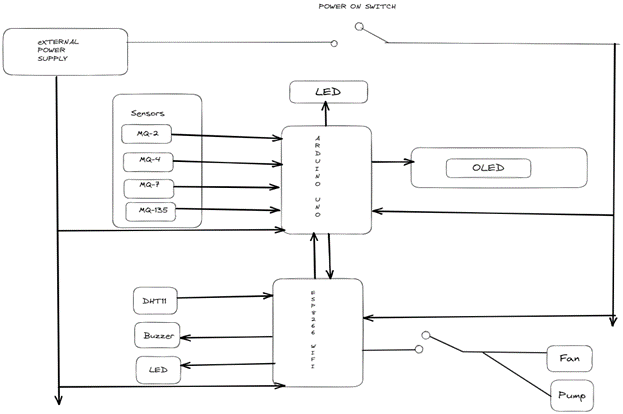 POWER ON SWITCH
eXTERNAL
POWER
SUPPLY
LED
Sensors
MQ-2
MQ-4
MQ-7
MQ-135
ARDUINO UNO
OLED
DHT11
Buzzer
LED
ESP8266 WIFI
Fan
Pump